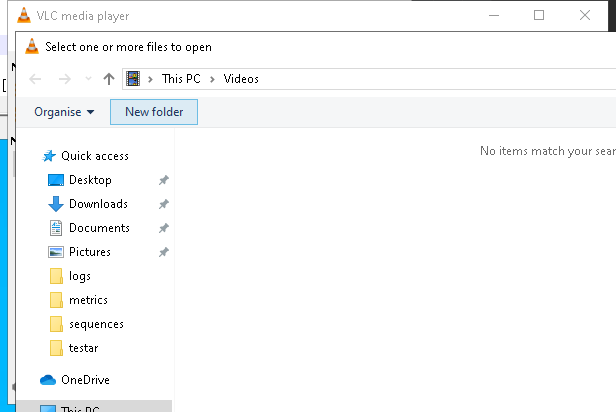 VLC media player
Select one or more files to open
This PC > Videos
Organise New folder
No items match your sear
Quick access
Desktop
Downloads
Documents
Pictures
logs
metrics
sequences
testar
OneDrive
This PC